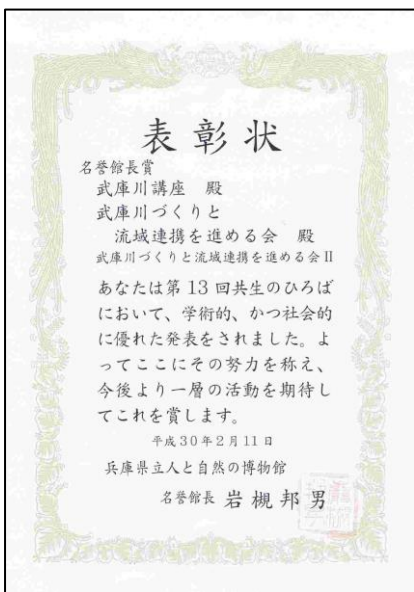 表彰状
名誉館長賞
武庫川講座 殿
武庫川づくりと
流域連携を進める会 殿
武庫川づくりと流域連携を進める会Ⅱ
あなたは第13回共生のひろば
において、学術的、かつ社会的
に優れた発表をされました。よ
ってここにその努力を称え、
今後より一層の活動を期待し
てこれを賞します。
平成30年2月11日
兵庫県立人と自然の博物館
名誉館長 岩槻邦男